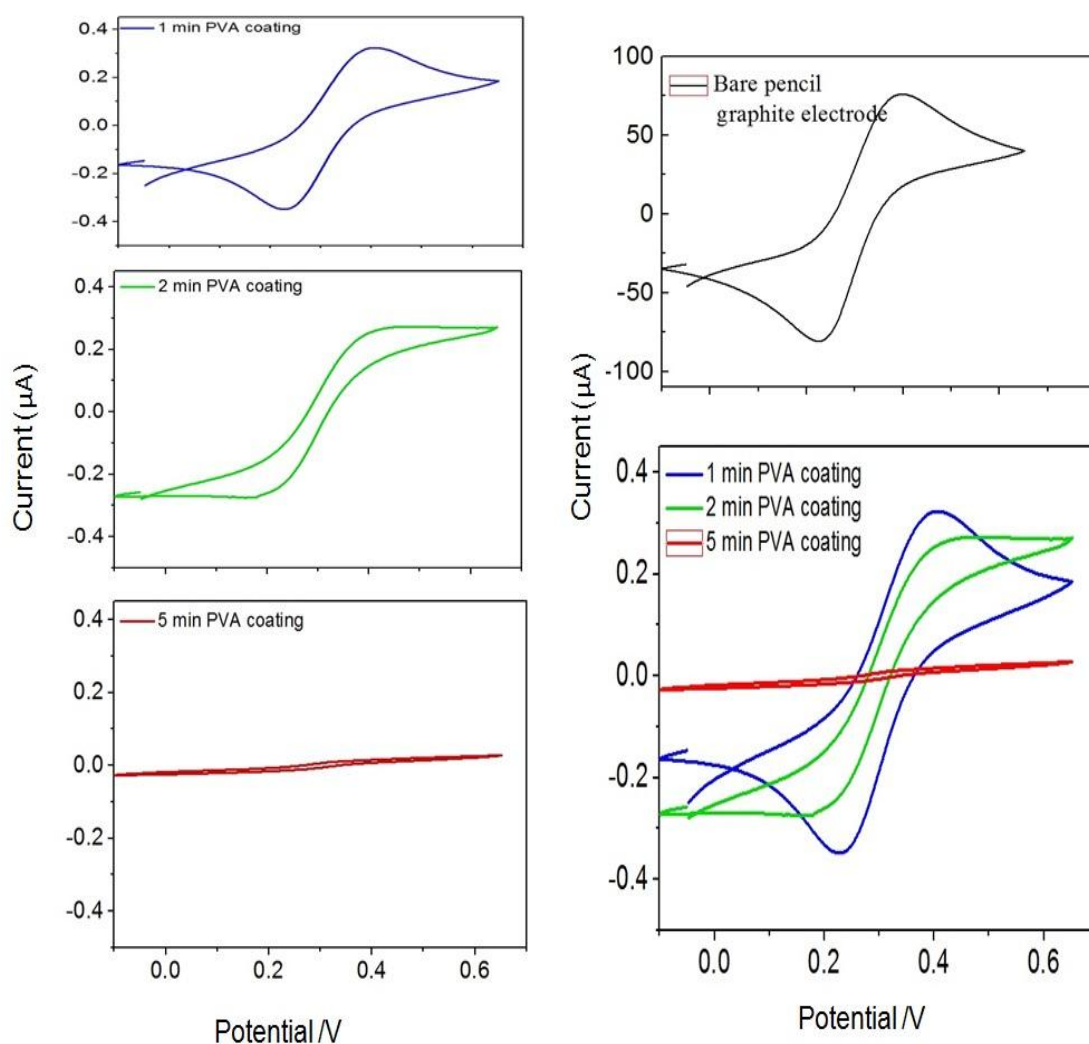 0.4
1 min PVA coating
0.2
0.0
-0.2
-0.4
0.4
2 min PVA coating
0.2
0.0
-0.2
-0.4
0.4
5 min PVA coating
0.2
0.0
-0.2
-0.4
0.0 0.2 0.4 0.6
Current (µA)
Potential /V
100
Bare pencil
graphite electrode
50
0
-50
-100
Current (µA)
0.4
1 min PVA coating
2 min PVA coating
5 min PVA coating
0.2
0.0
-0.2
-0.4
0.0 0.2 0.4 0.6
Potential /V